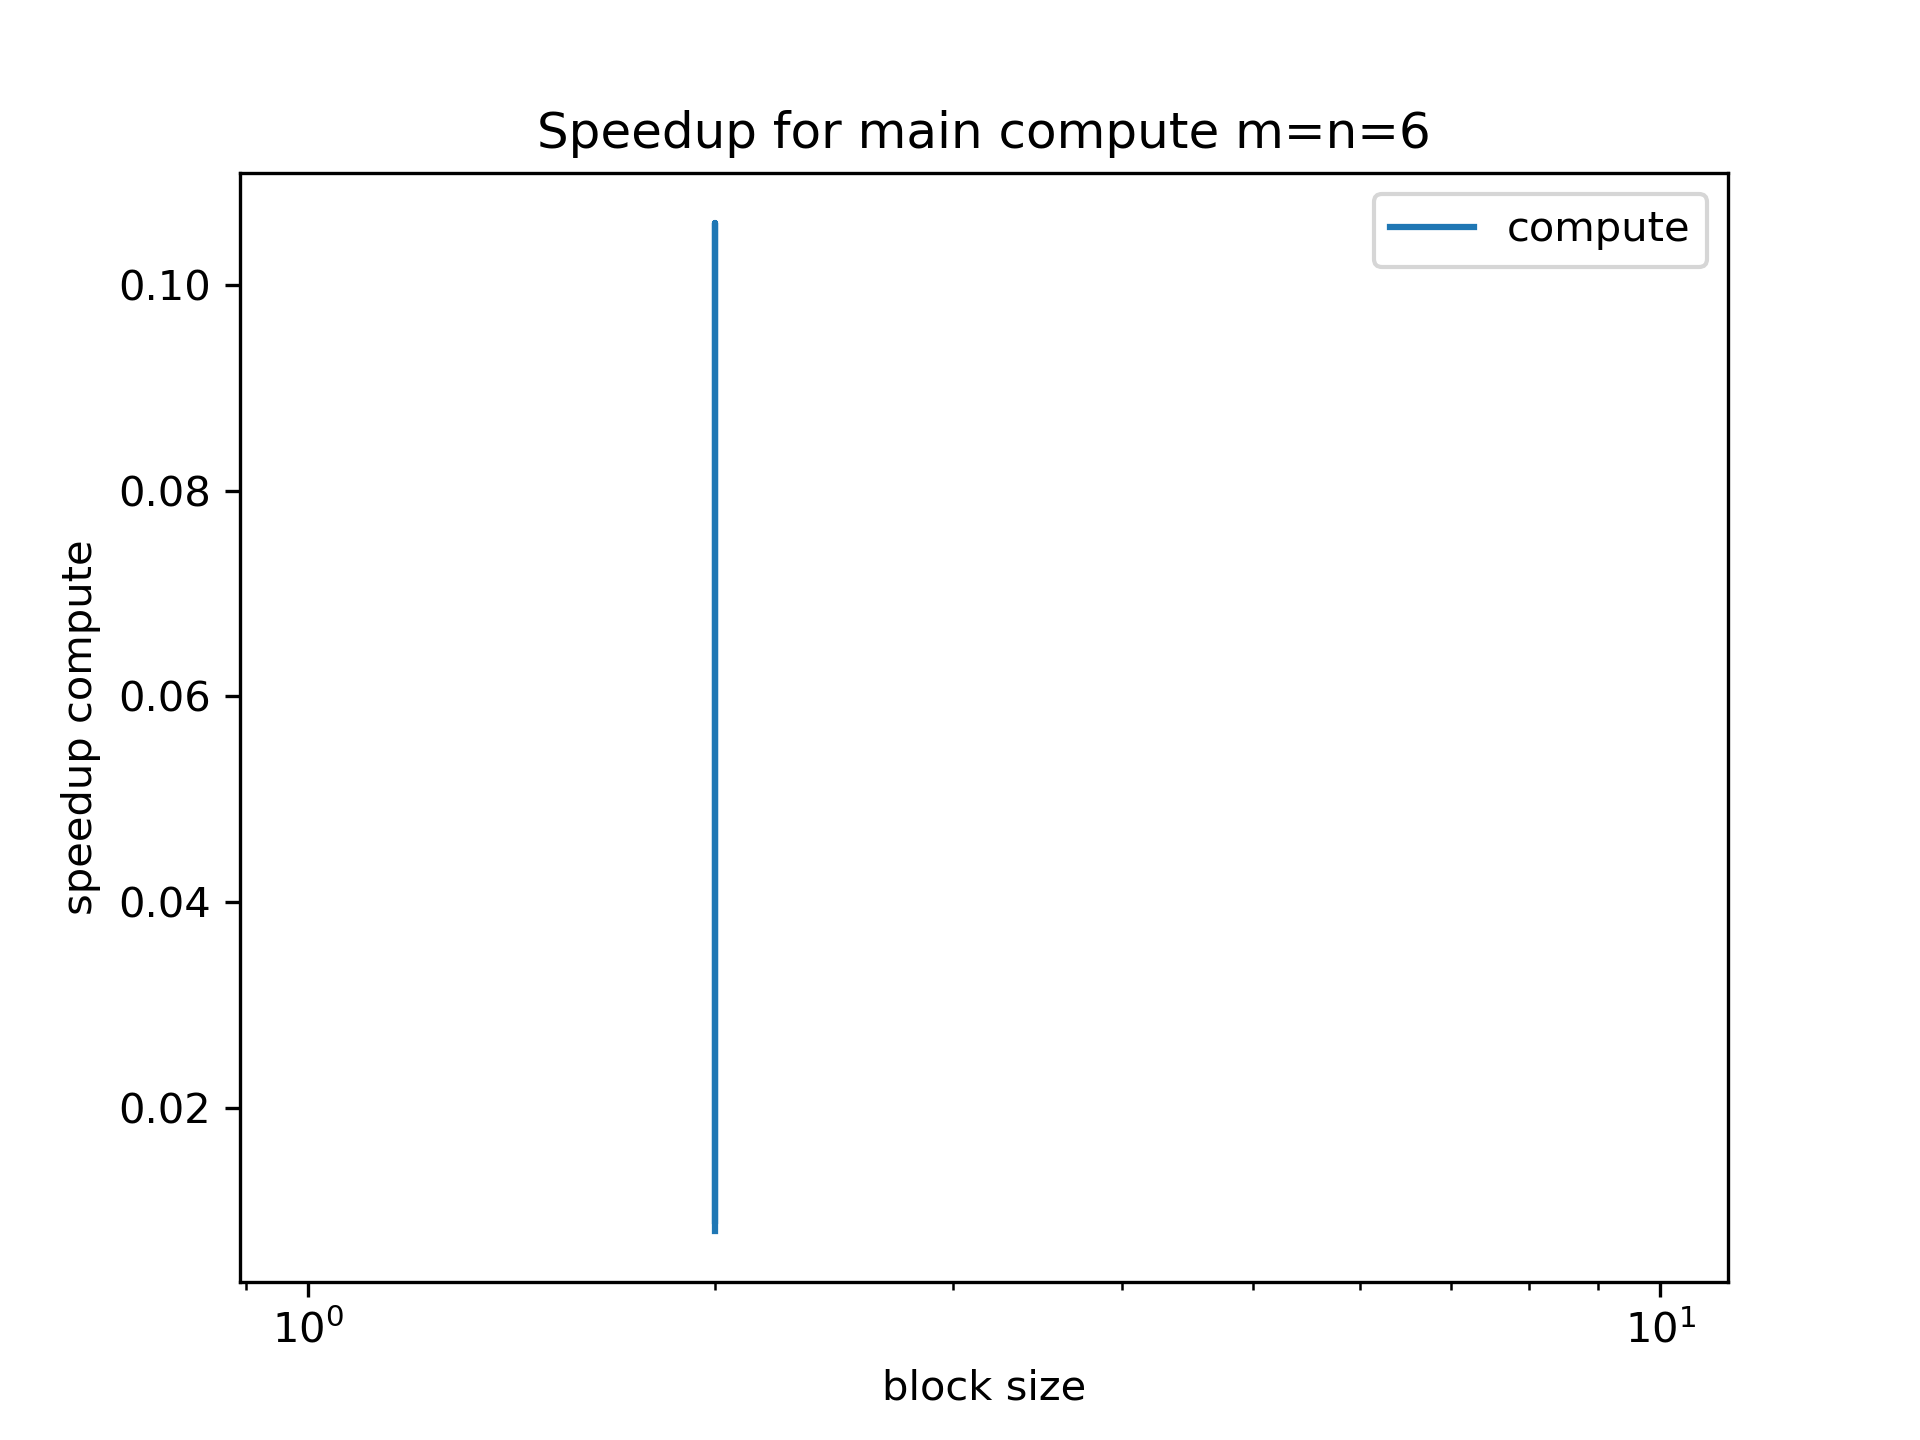 Speedup for main compute m=n=6
compute
speedup compute
0.10
0.08
0.06
0.04
0.02
10⁰
10¹
block size